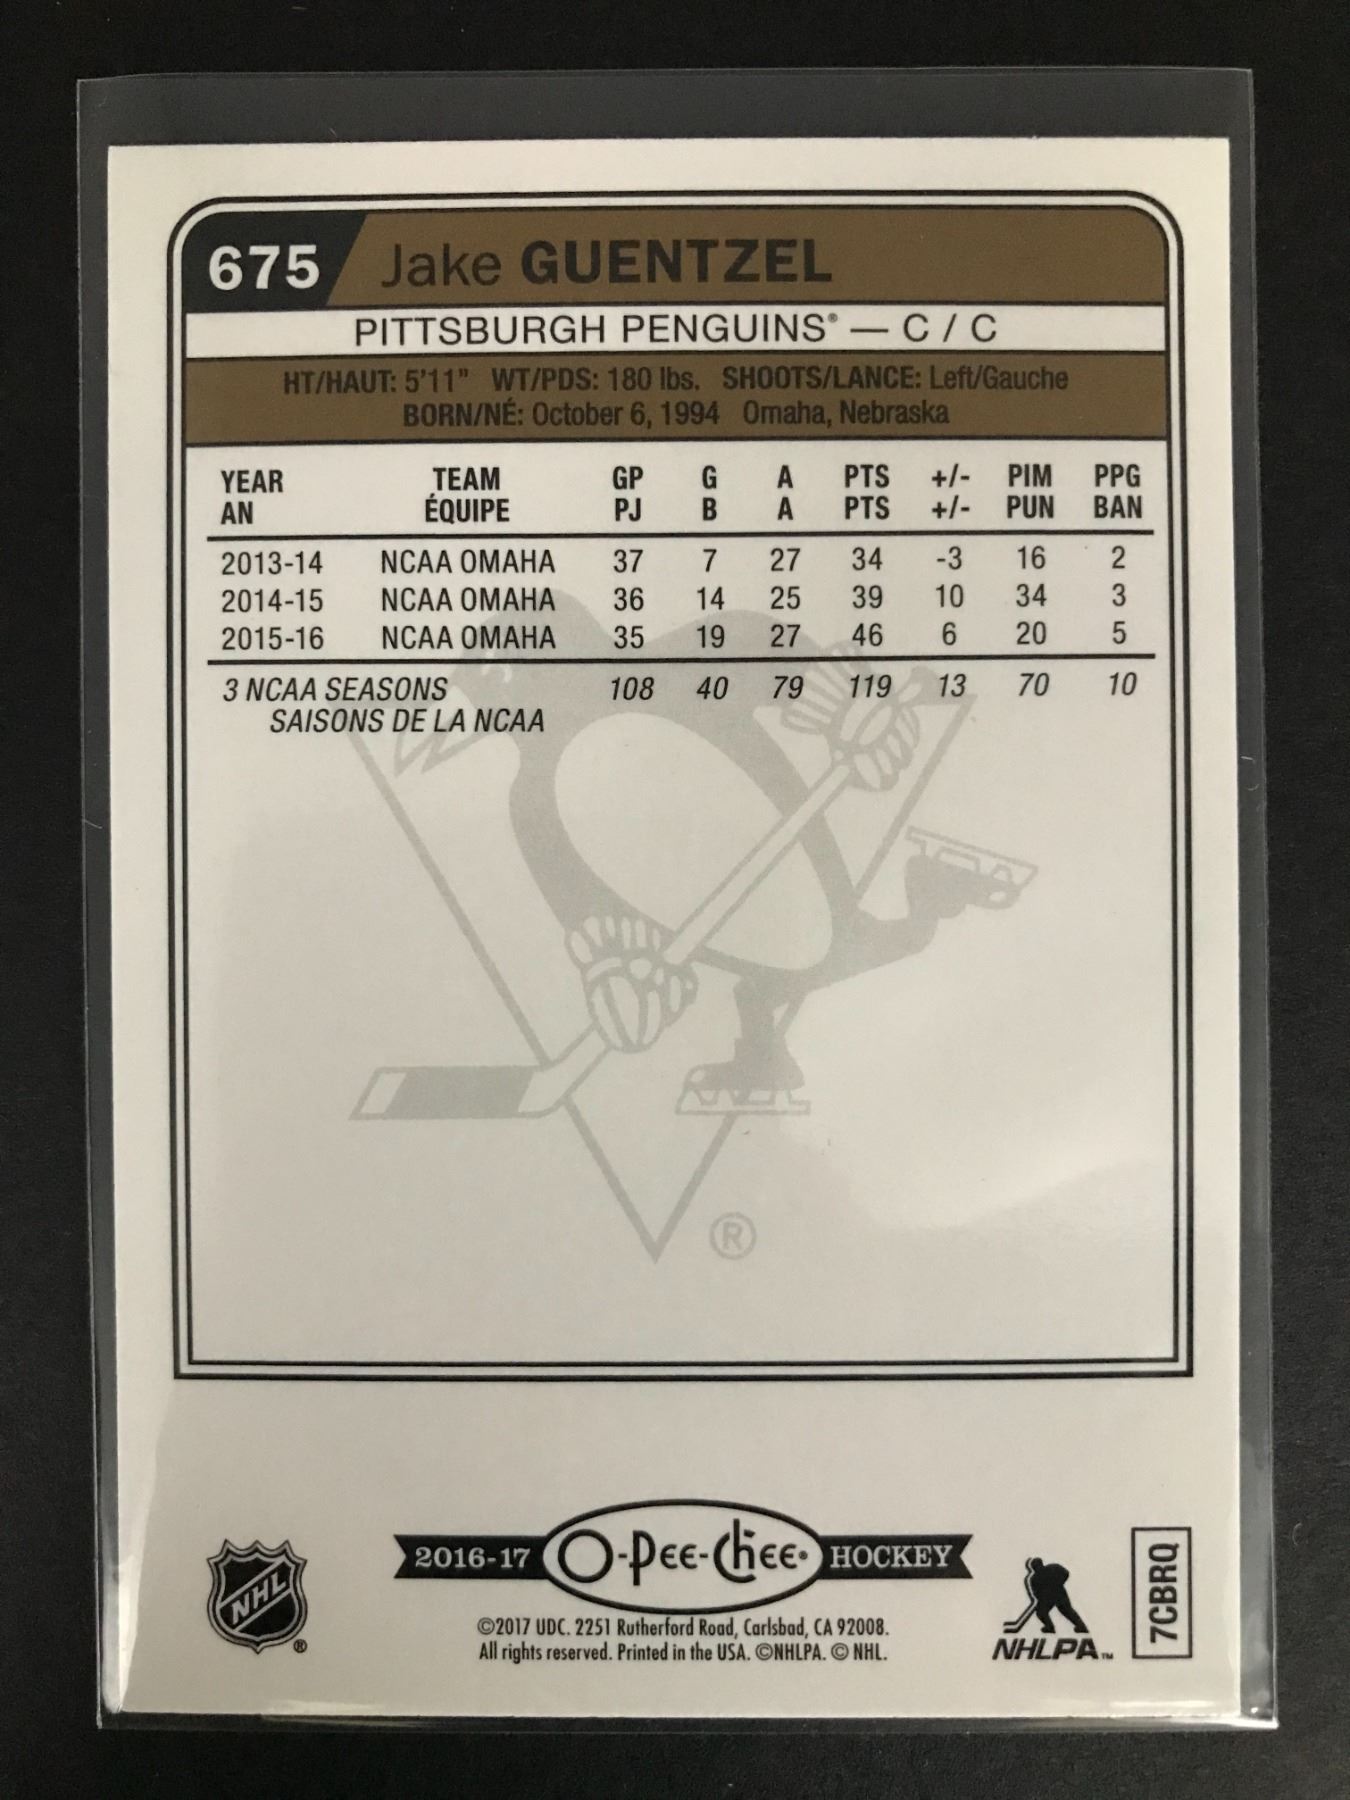 675 Jake GUENTZEL
PITTSBURGH PENGUINS® — C / C
HT/HAUT: 5'11" WT/PDS: 180 lbs. SHOOTS/LANCE: Left/Gauche
BORN/NÉ: October 6, 1994 Omaha, Nebraska
YEAR TEAM GP G A PTS +/- PIM PPG
AN ÉQUIPE PJ B A PTS +/- PUN BAN
2013-14 NCAA OMAHA 37 7 27 34 -3 16 2
2014-15 NCAA OMAHA 36 14 25 39 10 34 3
2015-16 NCAA OMAHA 35 19 27 46 6 20 5
3 NCAA SEASONS 108 40 79 119 13 70 10
SAISONS DE LA NCAA
®
2016-17 O-Pee-Chee® HOCKEY
NHL®
©2017 UDC. 2251 Rutherford Road, Carlsbad, CA 92008.
All rights reserved. Printed in the USA. ©NHLPA. © NHL.
NHLPA™
7CBRQ